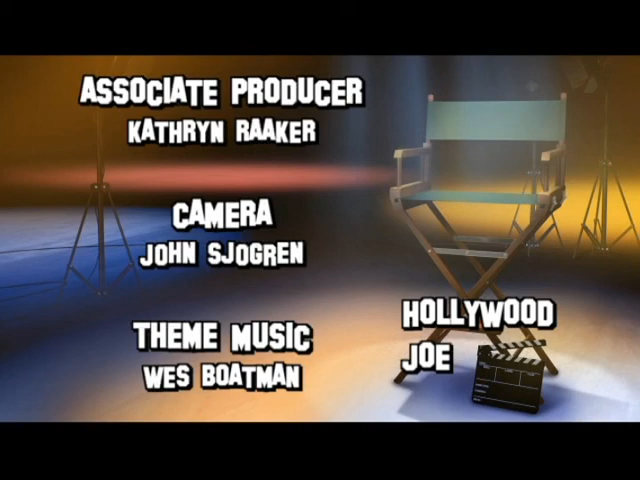 ASSOCIATE PRODUCER
KATHRYN RAAKER
CAMERA
JOHN SJOGREN
THEME MUSIC
WES BOATMAN
HOLLYWOOD
JOE